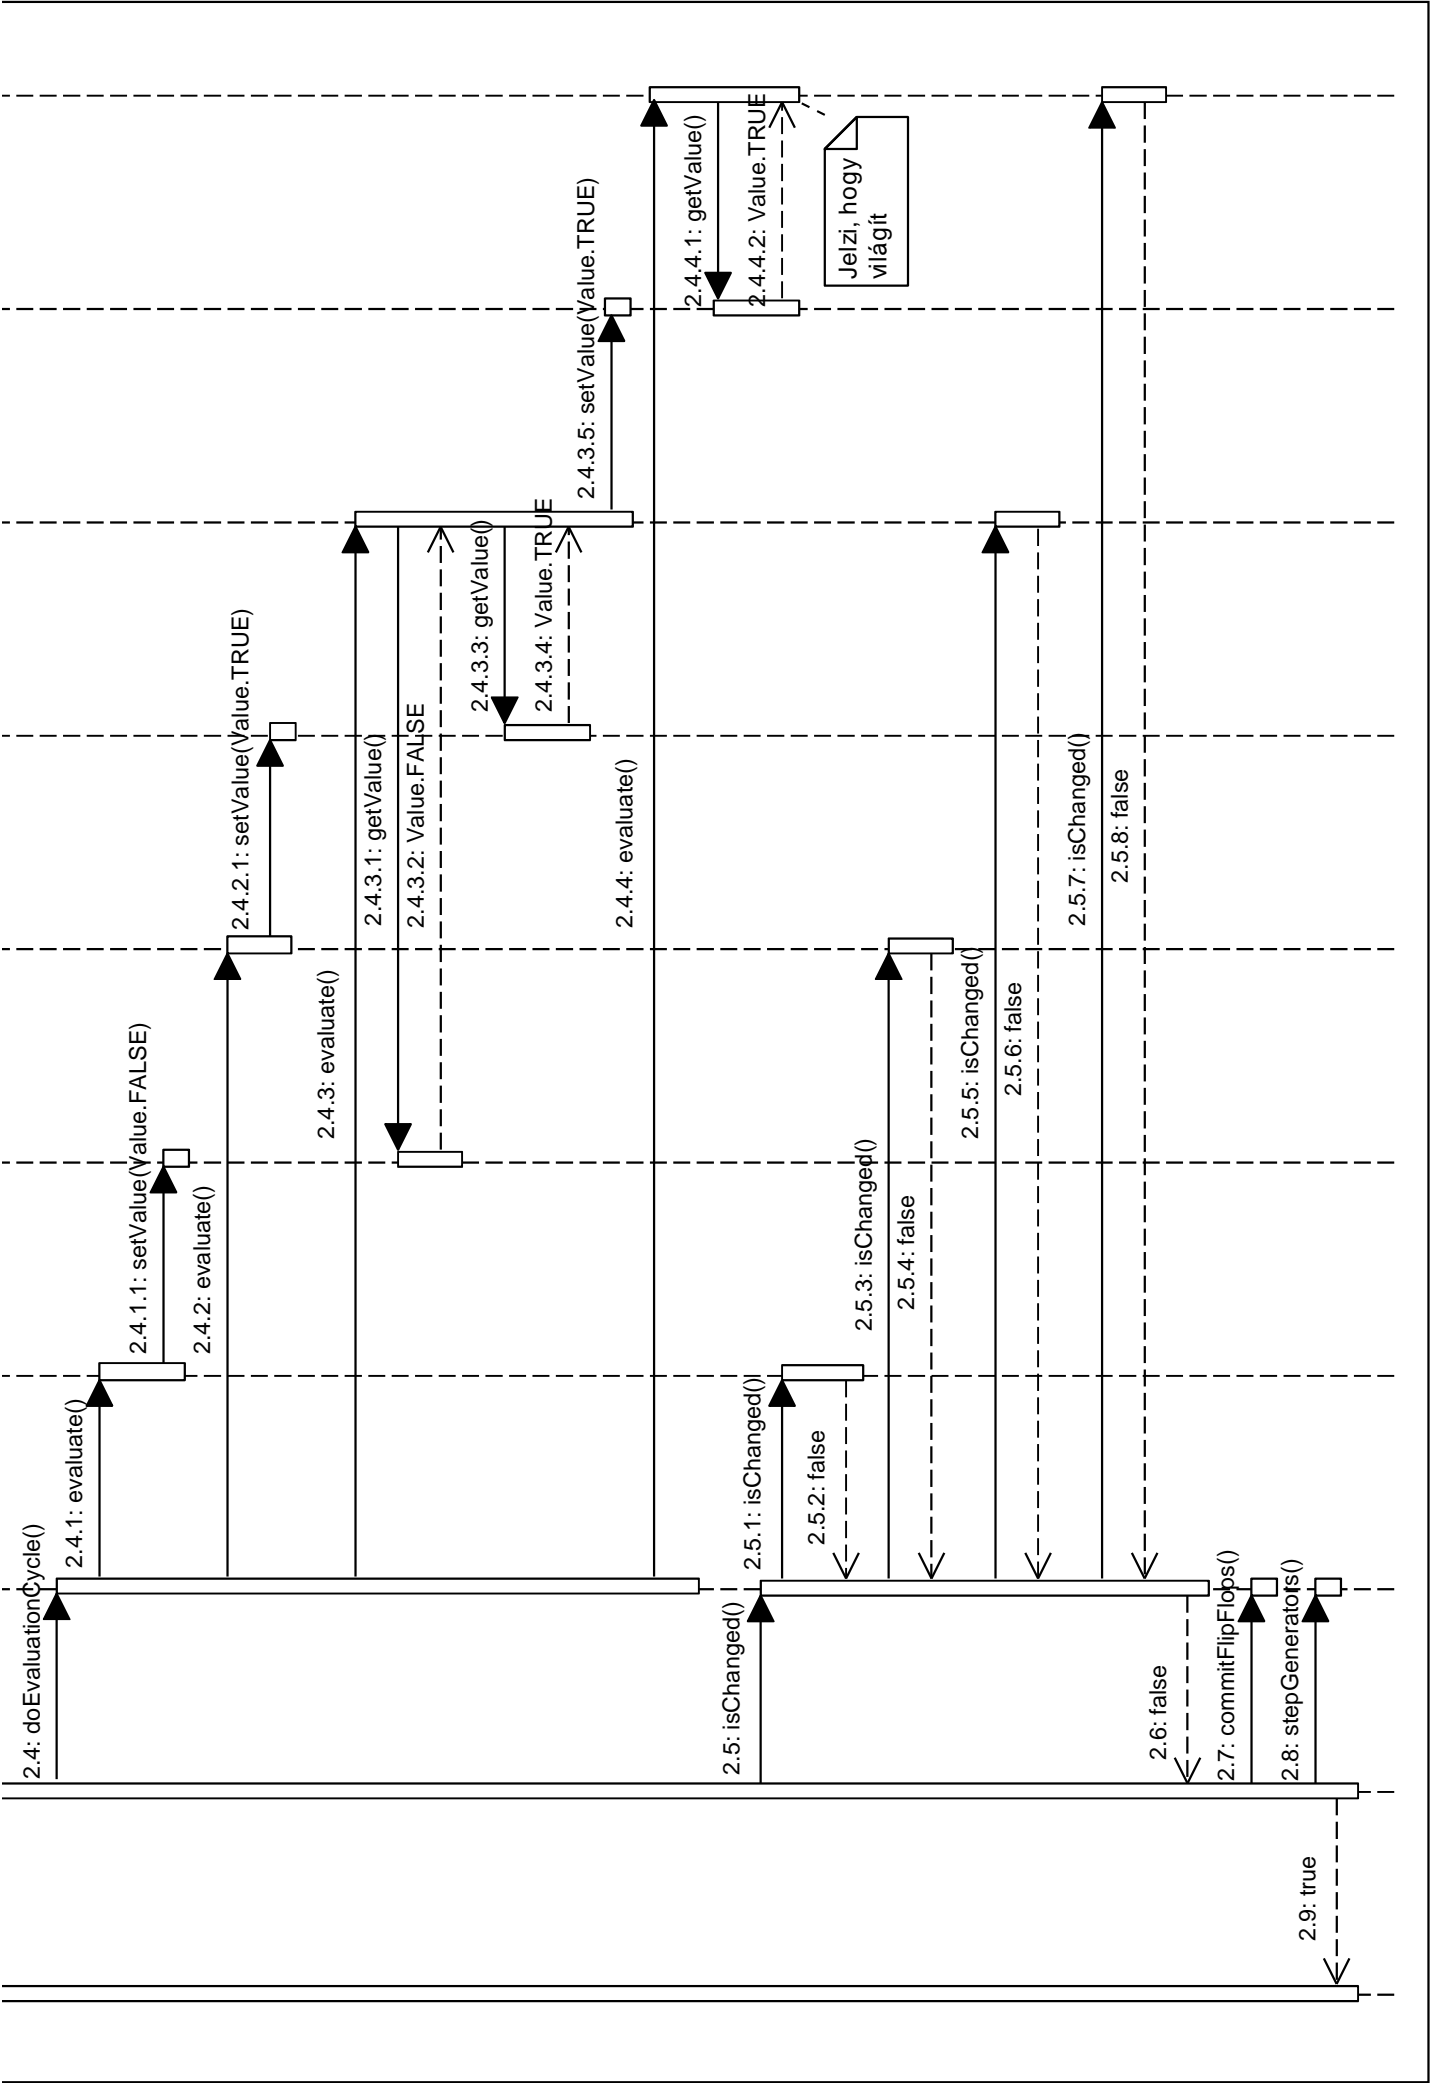 2.4: doEvaluationCycle()
2.4.1: evaluate()
2.4.1.1: setValue(Value.FALSE)
2.4.2: evaluate()
2.4.2.1: setValue(Value.TRUE)
2.4.3: evaluate()
2.4.3.1: getValue()
2.4.3.2: Value.FALSE
2.4.3.3: getValue()
2.4.3.4: Value.TRUE
2.4.3.5: setValue(Value.TRUE)
2.4.4: evaluate()
2.4.4.1: getValue()
2.4.4.2: Value.TRUE
Jelzi, hogy
világít
2.5: isChanged()
2.5.1: isChanged()
2.5.2: false
2.5.3: isChanged()
2.5.4: false
2.5.5: isChanged()
2.5.6: false
2.5.7: isChanged()
2.5.8: false
2.6: false
2.7: commitFlipFlops()
2.8: stepGenerators()
2.9: true